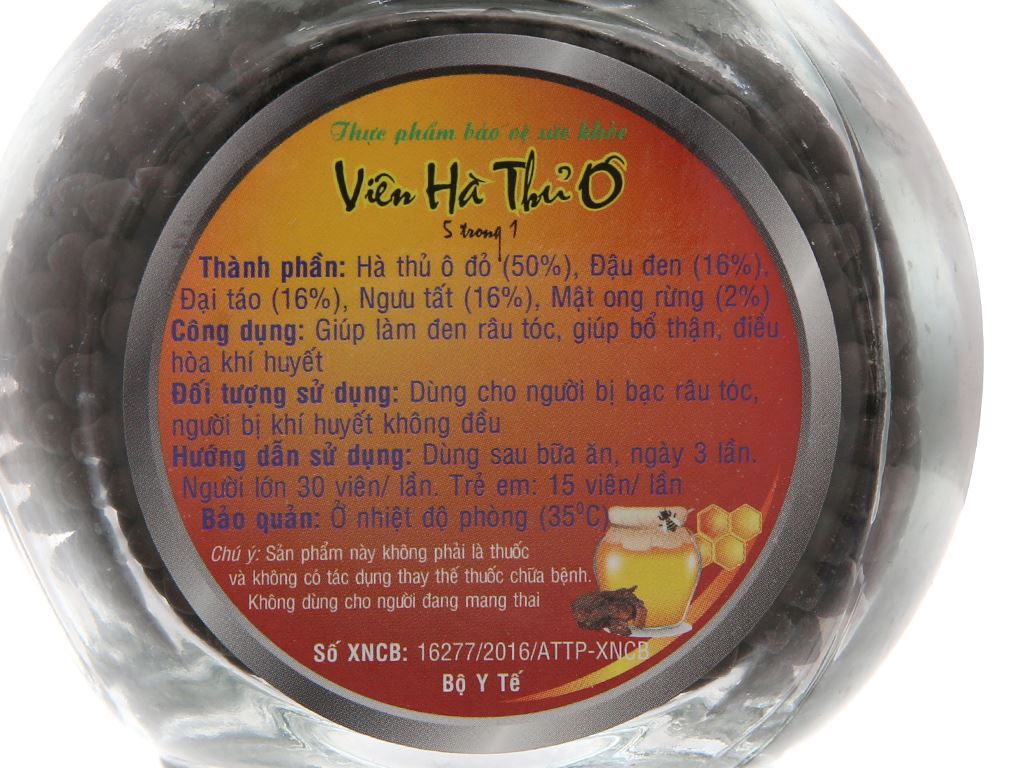 Thực phẩm bảo vệ sức khỏe
Viên Hà Thủ Ô
5 trong 1
Thành phần: Hà thủ ô đỏ (50%), Đậu đen (16%),
Đại táo (16%), Ngưu tất (16%), Mật ong rừng (2%)
Công dụng: Giúp làm đen râu tóc, giúp bổ thận, điều
hòa khí huyết
Đối tượng sử dụng: Dùng cho người bị bạc râu tóc,
người bị khí huyết không đều
Hướng dẫn sử dụng: Dùng sau bữa ăn, ngày 3 lần.
Người lớn 30 viên/ lần. Trẻ em: 15 viên/ lần
Bảo quản: Ở nhiệt độ phòng (35⁰C)
Chú ý: Sản phẩm này không phải là thuốc
và không có tác dụng thay thế thuốc chữa bệnh.
Không dùng cho người đang mang thai
Số XNCB: 16277/2016/ATTP-XNCB
Bộ Y Tế